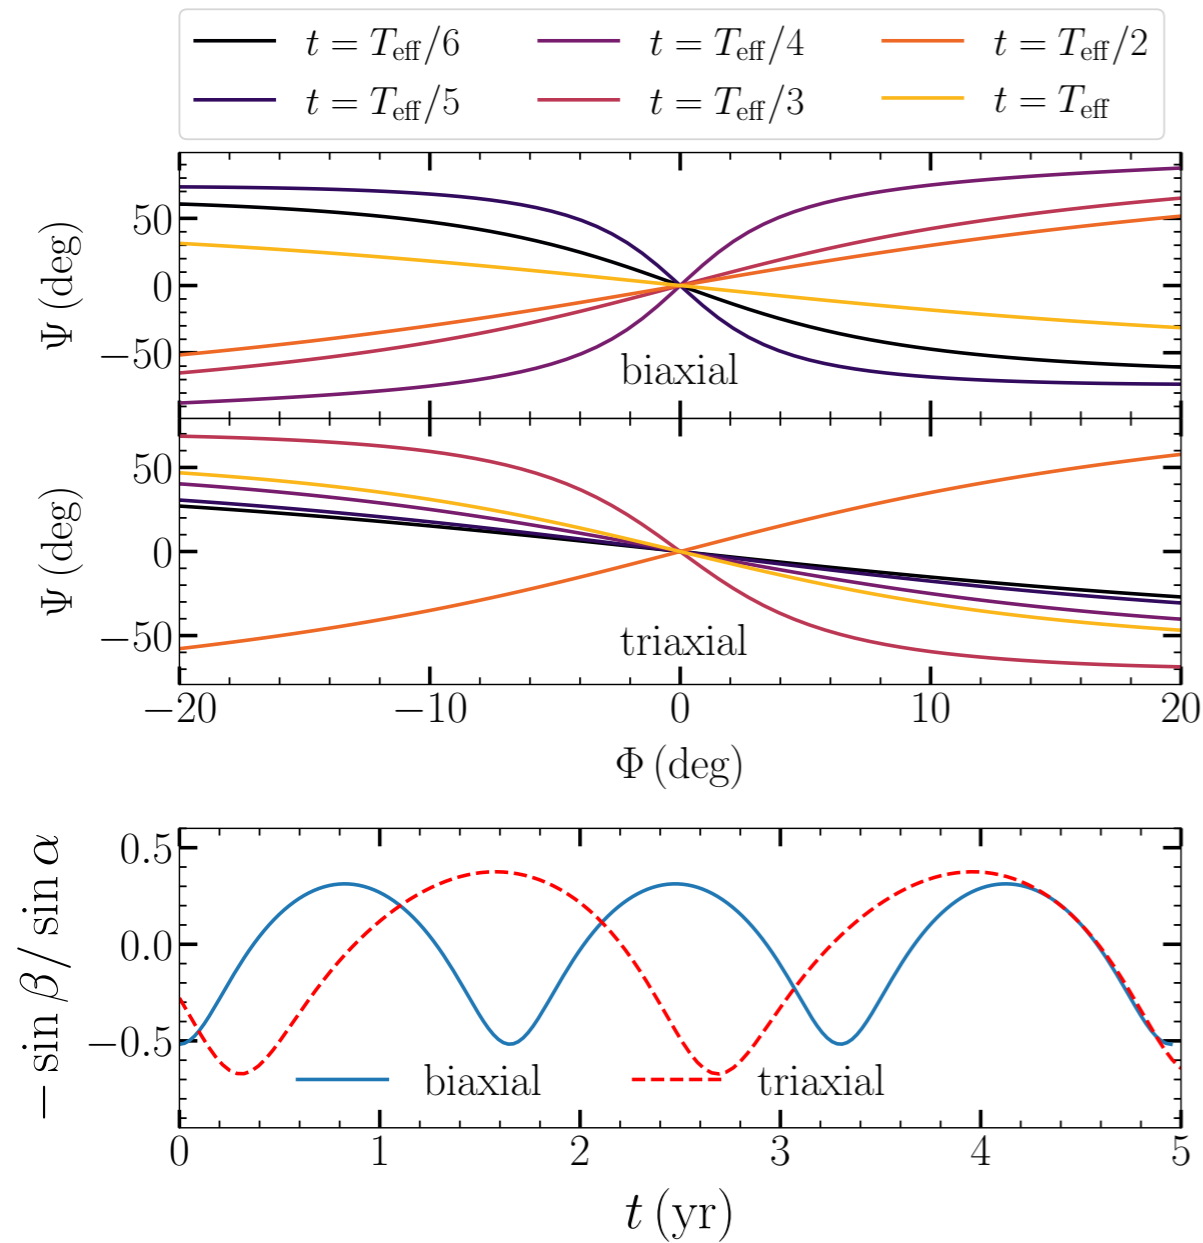 t = T_eff/6 t = T_eff/4 t = T_eff/2
t = T_eff/5 t = T_eff/3 t = T_eff
Ψ (deg)
50
0
−50
biaxial
Ψ (deg)
50
0
−50
triaxial
−20 −10 0 10 20
Φ (deg)
− sin β / sin α
0.5
0.0
−0.5
biaxial triaxial
0 1 2 3 4 5
t (yr)